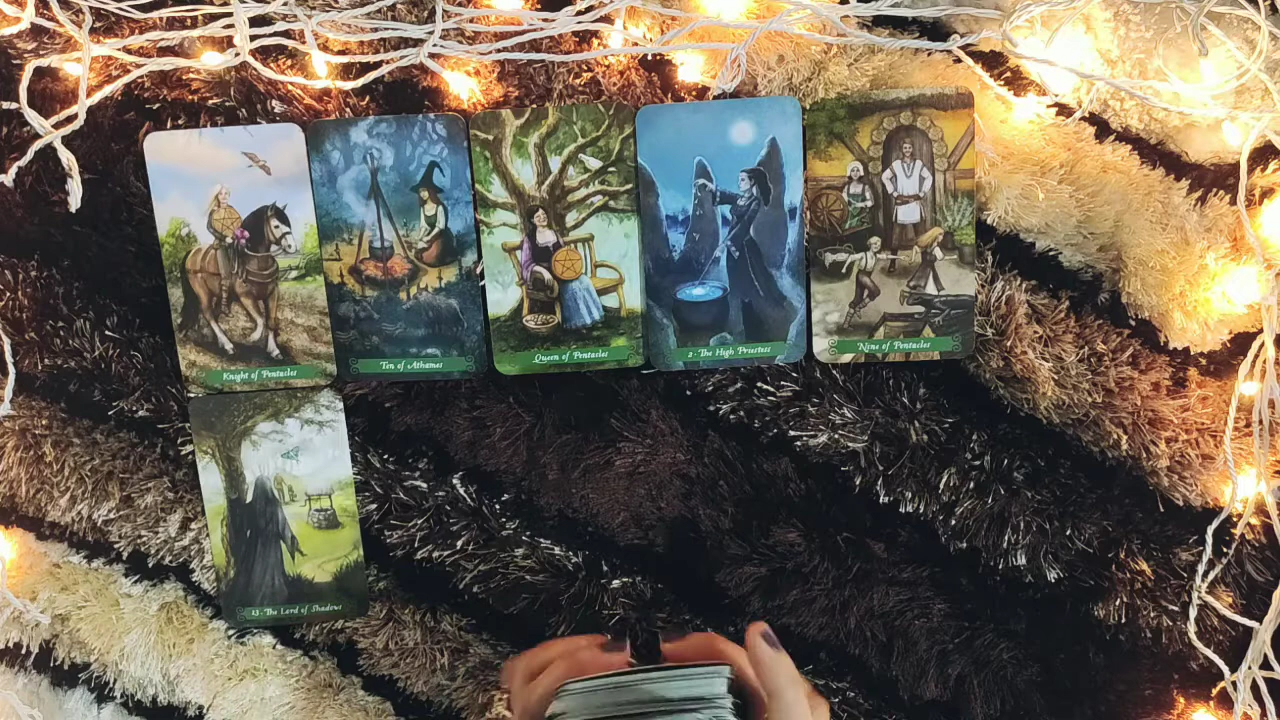 Knight of Pentacles
Ten of Athames
Queen of Pentacles
2 · The High Priestess
Nine of Pentacles
13 · The Lord of Shadows